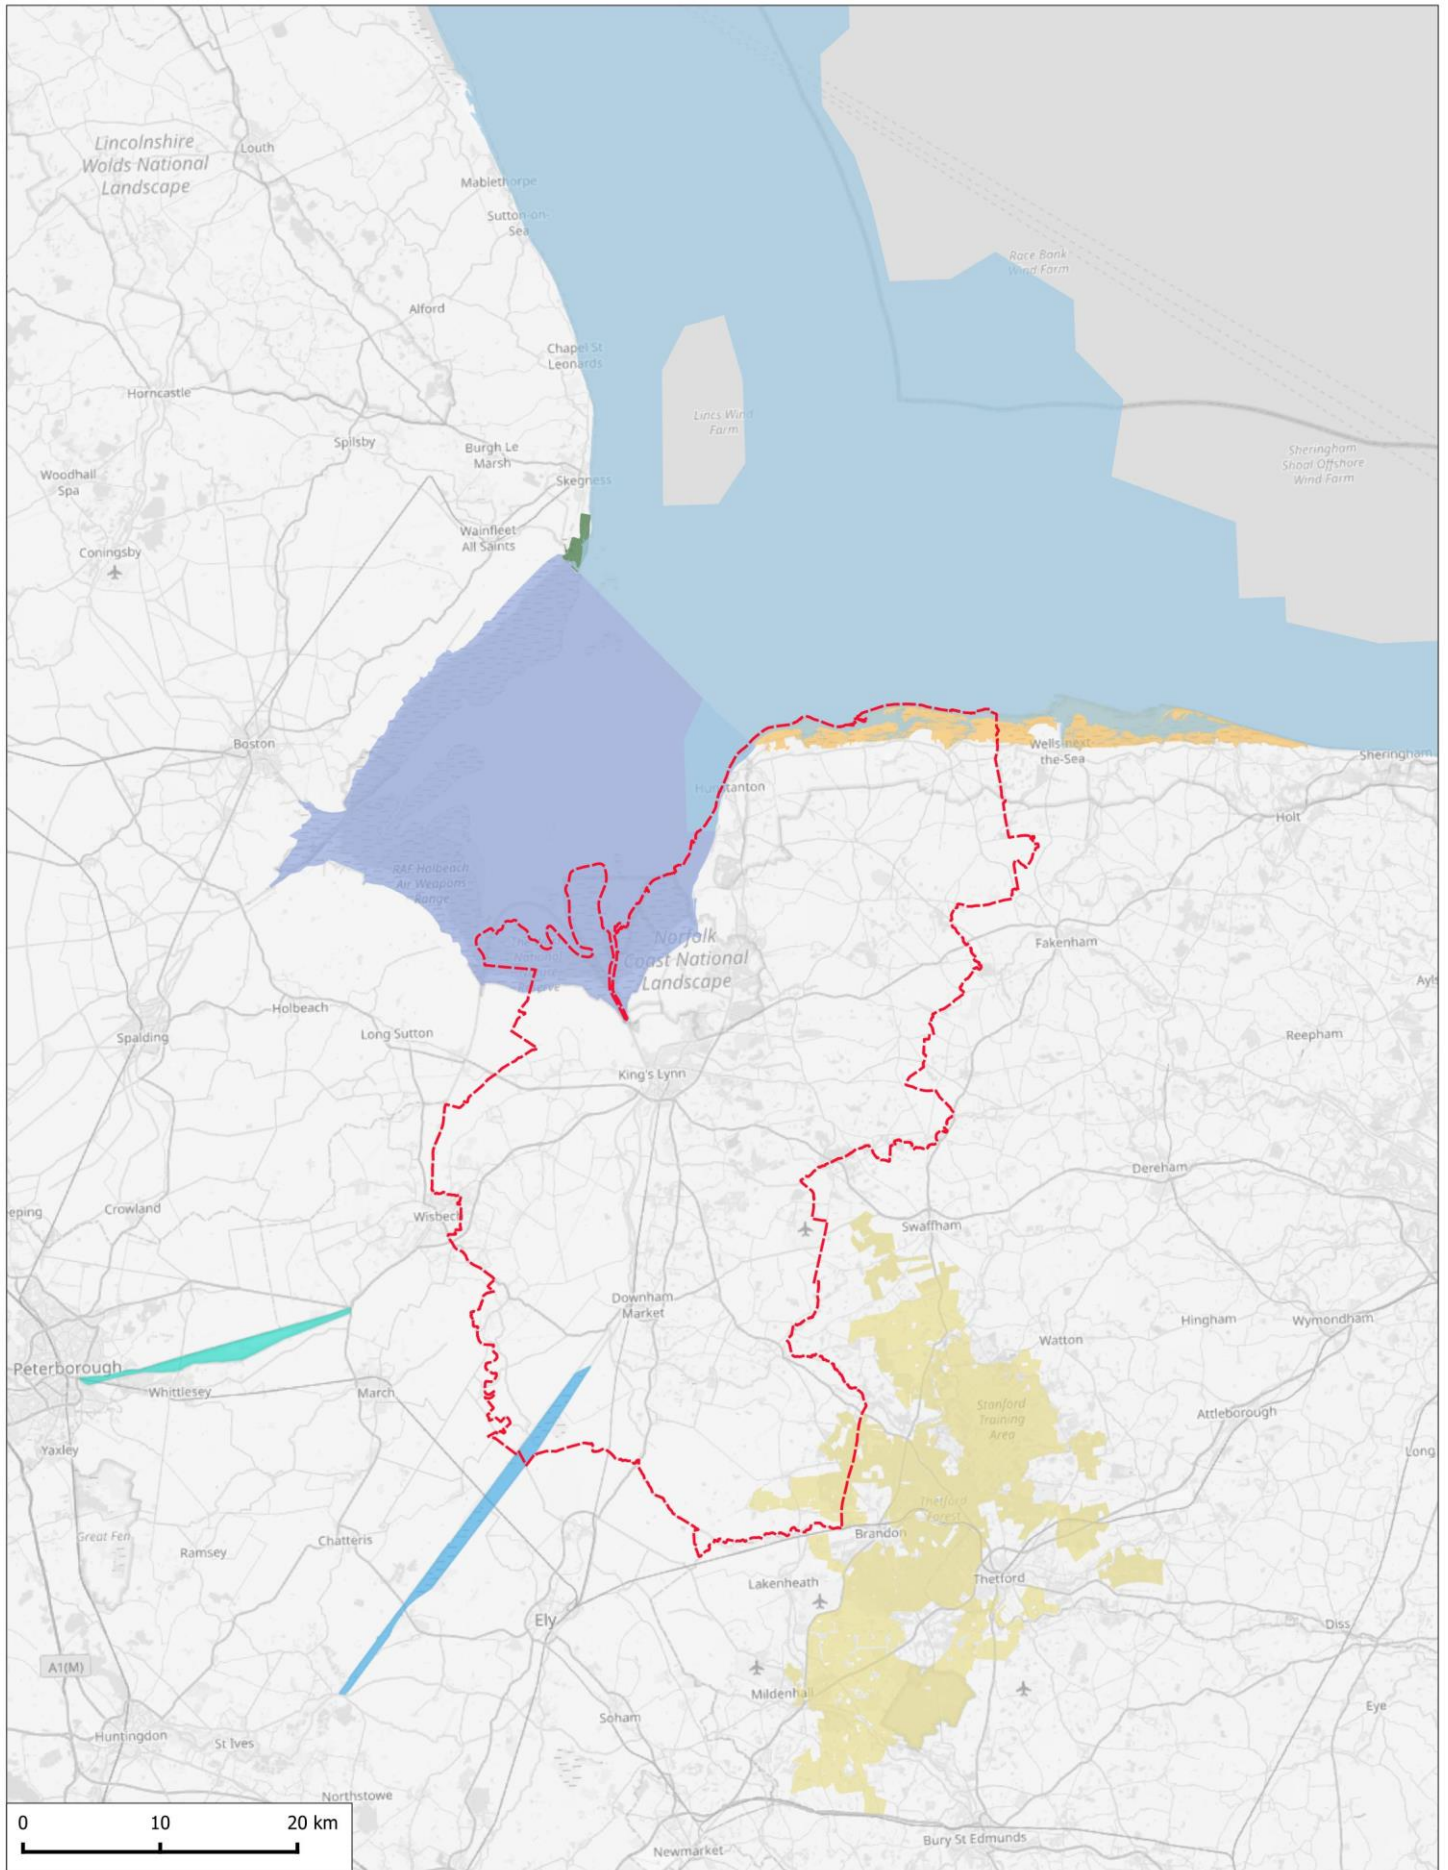 Lincolnshire
Wolds National
Landscape
Louth
Mablethorpe
Sutton-on-
Sea
Race Bank
Wind Farm
Alford
Chapel St
Leonards
Horncastle
Lincs Wind
Farm
Spilsby
Burgh Le
Marsh
Sheringham
Shoal Offshore
Wind Farm
Woodhall
Spa
Skegness
Wainfleet
All Saints
Coningsby
Boston
Wells-next-
the-Sea
Sheringham
Hunstanton
Holt
RAF Holbeach
Air Weapons
Range
Norfolk
Coast National
Landscape
Fakenham
Ayls
Holbeach
Long Sutton
Spalding
Reepham
King's Lynn
Dereham
eeping
Crowland
Wisbech
Swaffham
Downham
Market
Hingham
Wymondham
Watton
Peterborough
Whittlesey
March
Stanford
Training
Area
Attleborough
Yaxley
Long
Thetford
Forest
Great Fen
Ramsey
Chatteris
Brandon
Lakenheath
Thetford
Ely
Diss
A1(M)
Mildenhall
Eye
Soham
Huntingdon
St Ives
Northstowe
0 10 20 km
Newmarket
Bury St Edmunds